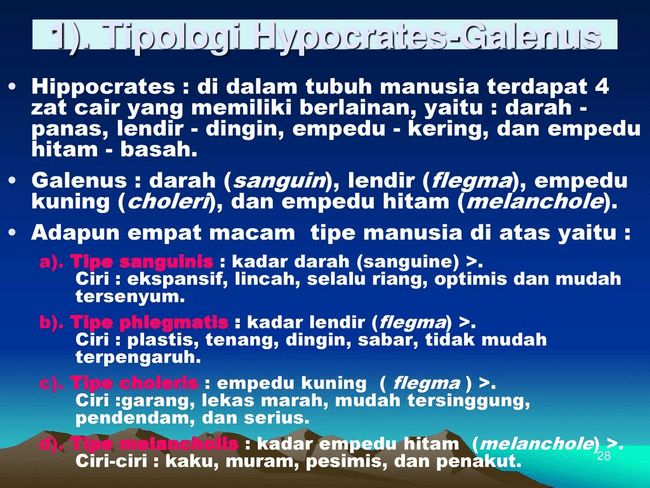 1). Tipologi Hypocrates-Galenus
• Hippocrates : di dalam tubuh manusia terdapat 4
zat cair yang memiliki berlainan, yaitu : darah -
panas, lendir - dingin, empedu - kering, dan empedu
hitam - basah.
• Galenus : darah (sanguin), lendir (flegma), empedu
kuning (choleri), dan empedu hitam (melanchole).
• Adapun empat macam tipe manusia di atas yaitu :
a). Tipe sanguinis : kadar darah (sanguine) >.
Ciri : ekspansif, lincah, selalu riang, optimis dan mudah
tersenyum.
b). Tipe phlegmatis : kadar lendir (flegma) >.
Ciri : plastis, tenang, dingin, sabar, tidak mudah
terpengaruh.
c). Tipe choleris : empedu kuning ( flegma ) >.
Ciri :garang, lekas marah, mudah tersinggung,
pendendam, dan serius.
d). Tipe melancholis : kadar empedu hitam (melanchole) >.
Ciri-ciri : kaku, muram, pesimis, dan penakut.
28